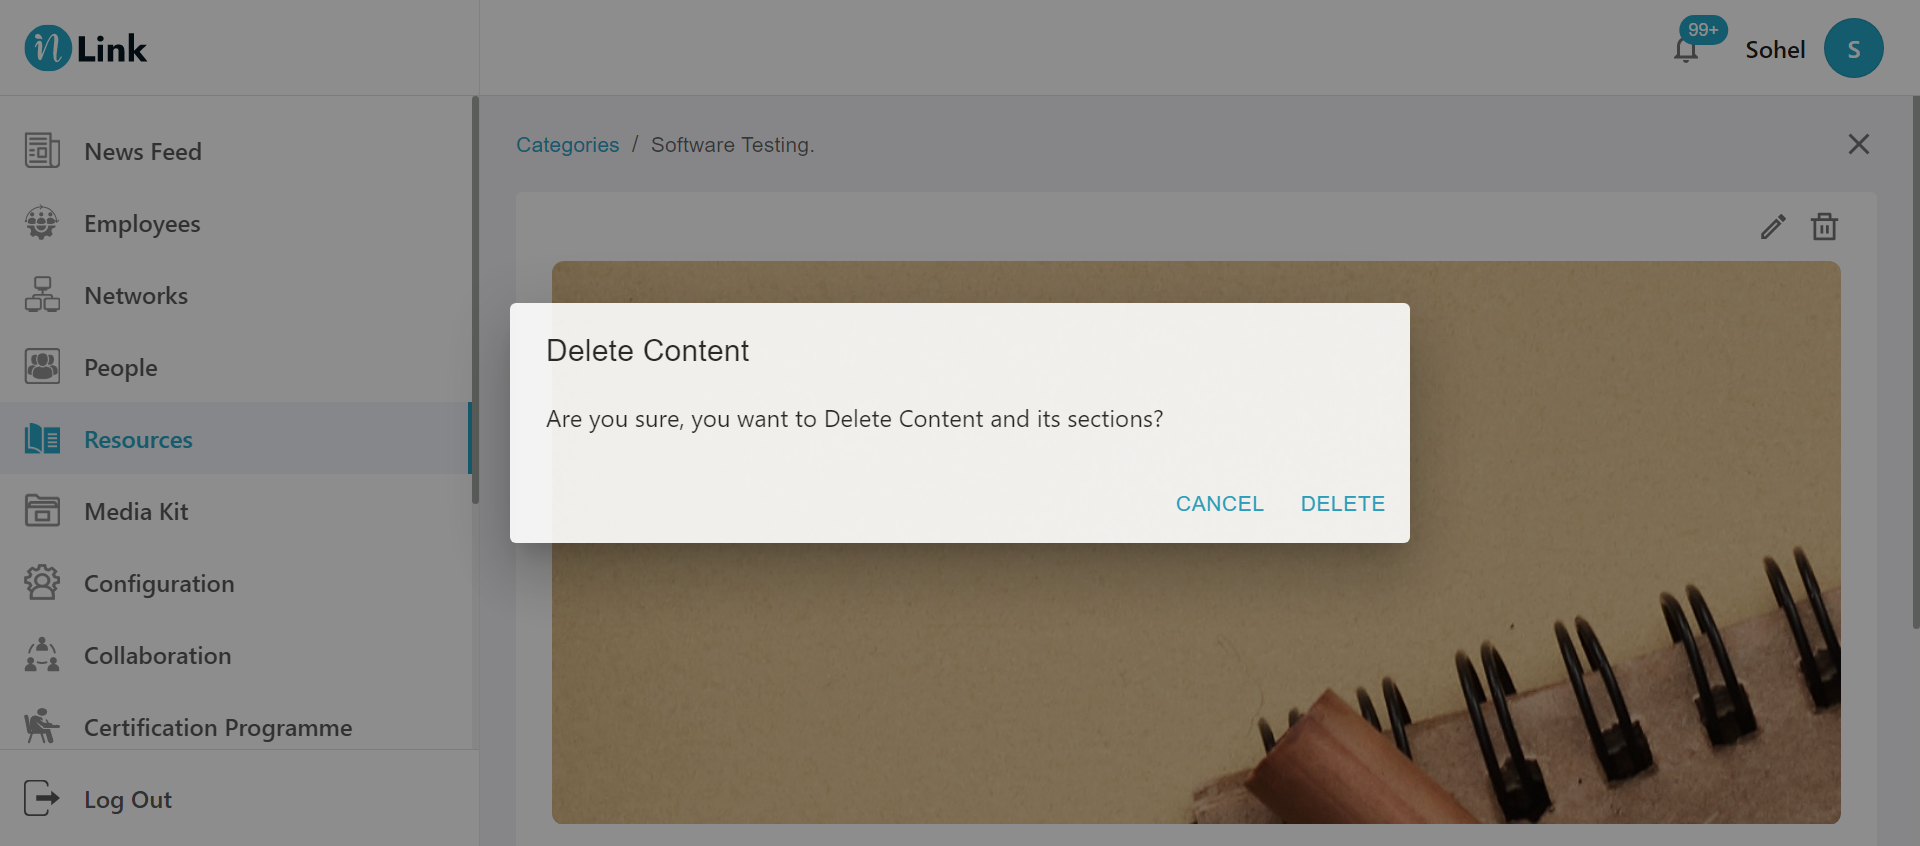 n Link
99+
Sohel
S
News Feed
Employees
Networks
People
Resources
Media Kit
Configuration
Collaboration
Certification Programme
Log Out
Categories / Software Testing.
Delete Content
Are you sure, you want to Delete Content and its sections?
CANCEL DELETE